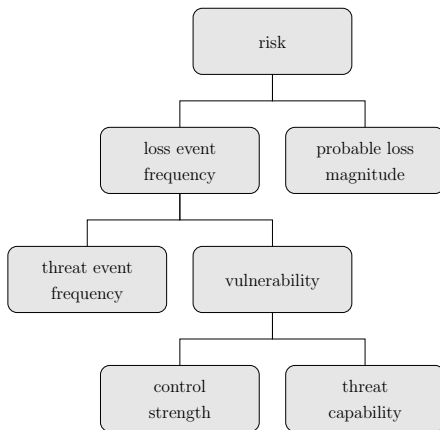 risk
loss event
frequency
probable loss
magnitude
threat event
frequency
vulnerability
control
strength
threat
capability